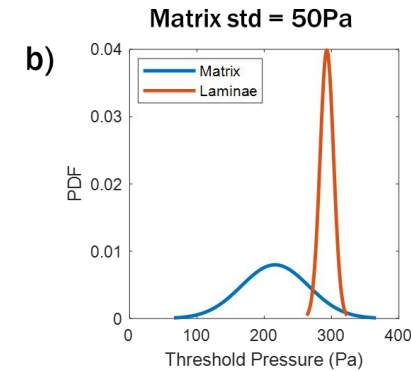 Matrix std = 50Pa
b)
0.04
0.03
0.02
0.01
0
PDF
Matrix
Laminae
0 100 200 300 400
Threshold Pressure (Pa)